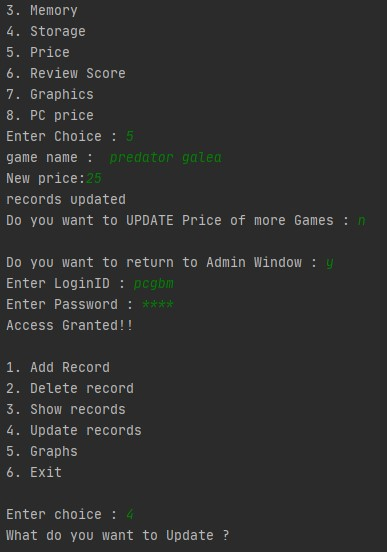 3. Memory
4. Storage
5. Price
6. Review Score
7. Graphics
8. PC price
Enter Choice : 5
game name :  predator galea
New price:25
records updated
Do you want to UPDATE Price of more Games : n
Do you want to return to Admin Window : y
Enter LoginID : pcgbm
Enter Password : ****
Access Granted!!
1. Add Record
2. Delete record
3. Show records
4. Update records
5. Graphs
6. Exit
Enter choice : 4
What do you want to Update ?